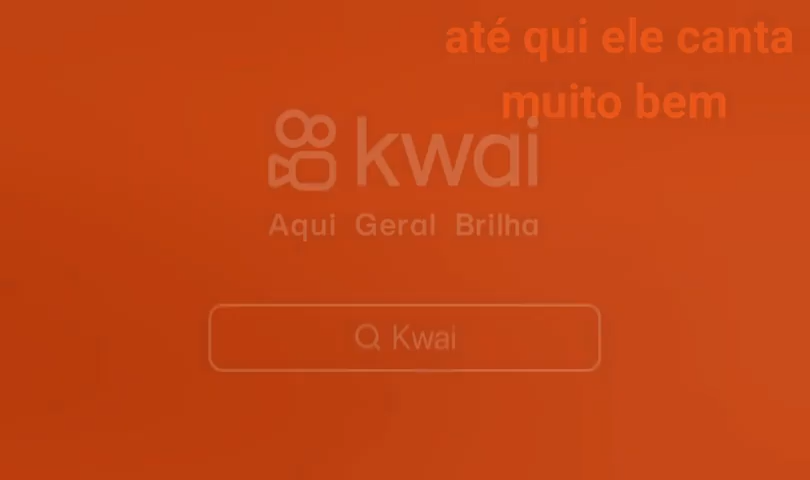 até qui ele canta
muito bem
kwai
Aqui Geral Brilha
Kwai